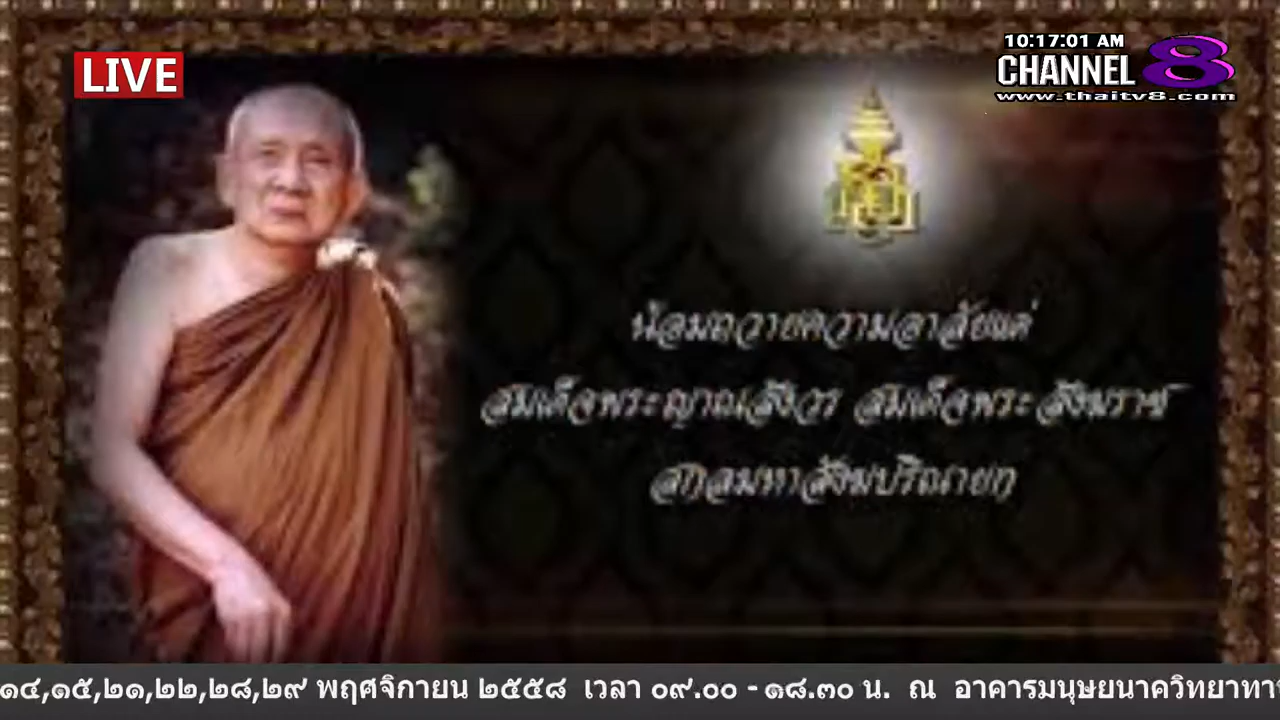 LIVE
10:17:01 AM
CHANNEL 8
www.thaitv8.com
น้อมถวายความอาลัยแด่
สมเด็จพระญาณสังวร สมเด็จพระสังฆราช
สกลมหาสังฆปริณายก
๑๔,๑๕,๒๑,๒๒,๒๘,๒๙ พฤศจิกายน ๒๕๕๘ เวลา ๐๙.๐๐ - ๑๘.๓๐ น. ณ อาคารมนุษยนาควิทยาทาน